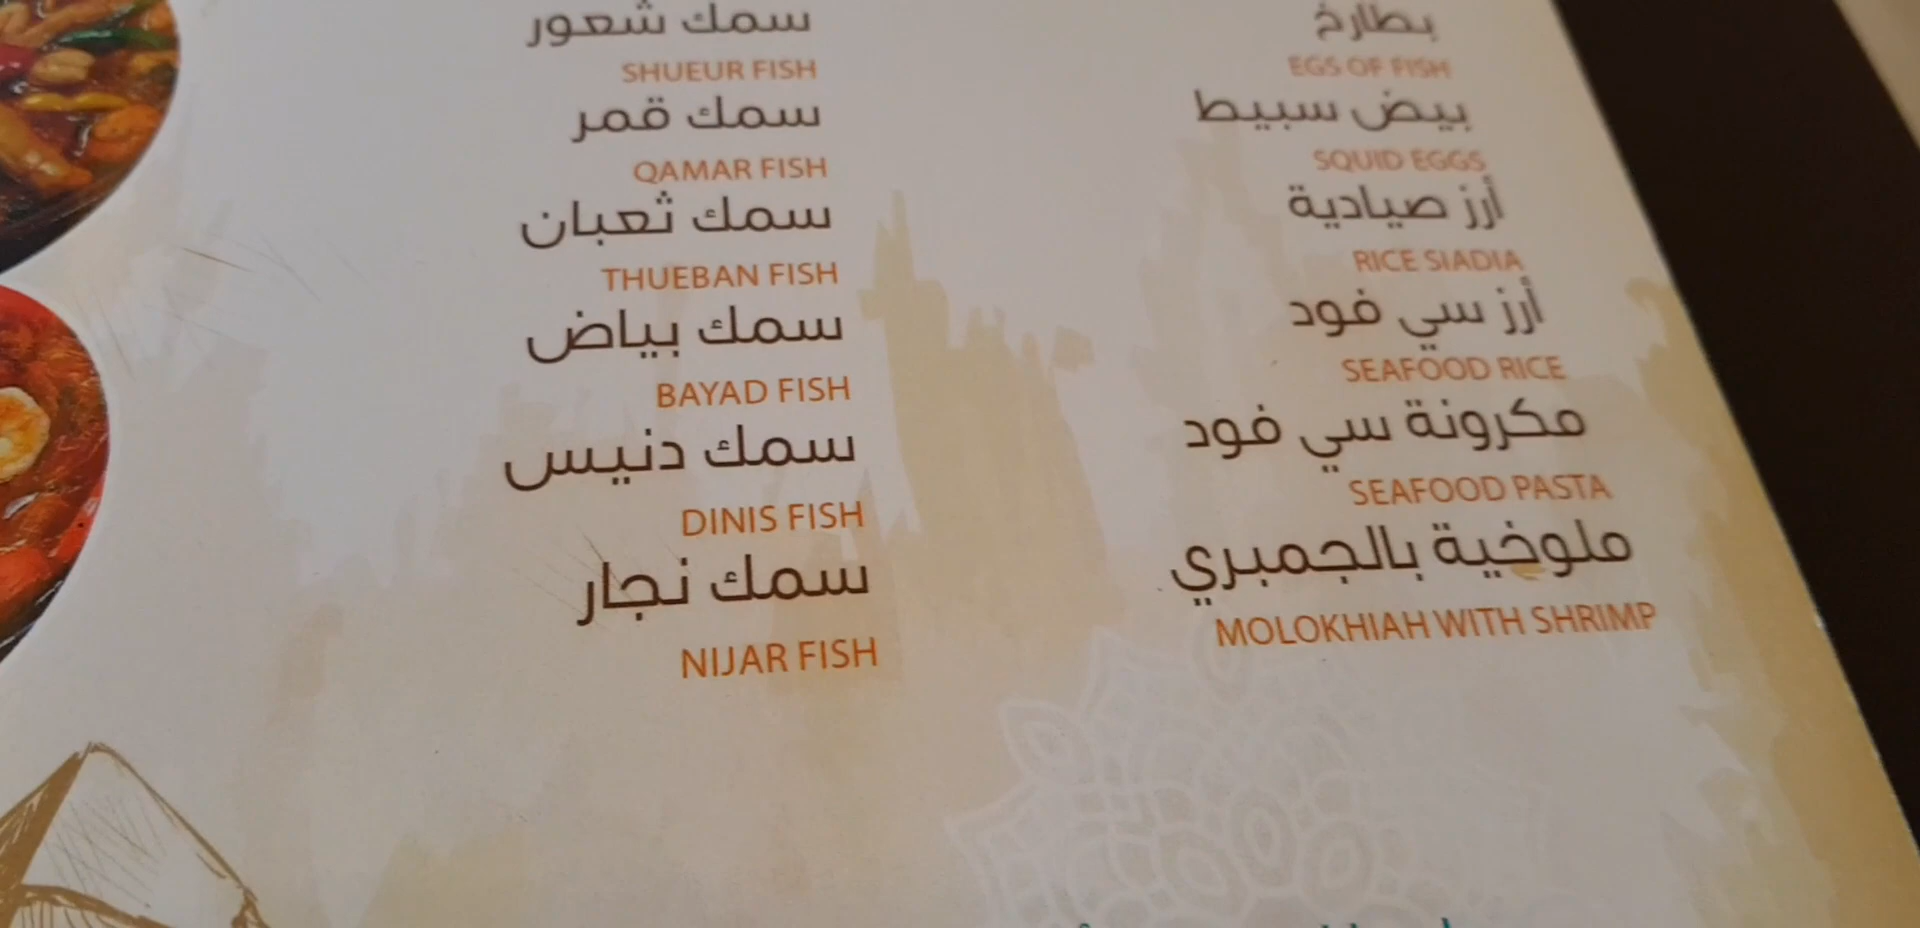 بطارخ
EGS OF FISH
بيض سبيط
SQUID EGGS
أرز صيادية
RICE SIADIA
أرز سي فود
SEAFOOD RICE
مكرونة سي فود
SEAFOOD PASTA
ملوخية بالجمبري
MOLOKHIAH WITH SHRIMP
سمك شعور
SHUEUR FISH
سمك قمر
QAMAR FISH
سمك ثعبان
THUEBAN FISH
سمك بياض
BAYAD FISH
سمك دنيس
DINIS FISH
سمك نجار
NIJAR FISH